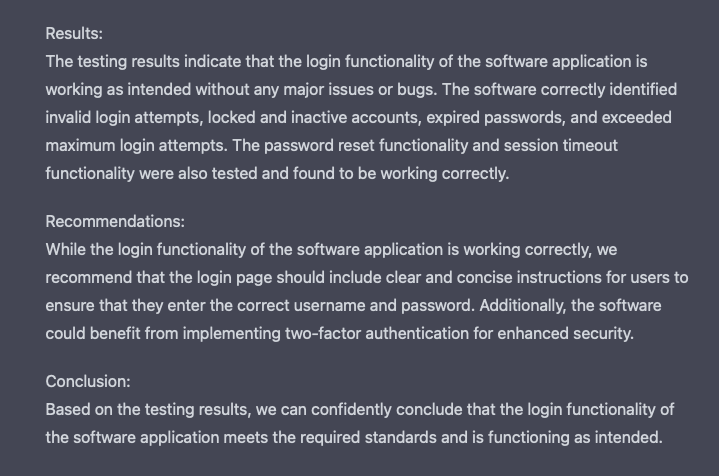 Results:
The testing results indicate that the login functionality of the software application is
working as intended without any major issues or bugs. The software correctly identified
invalid login attempts, locked and inactive accounts, expired passwords, and exceeded
maximum login attempts. The password reset functionality and session timeout
functionality were also tested and found to be working correctly.
Recommendations:
While the login functionality of the software application is working correctly, we
recommend that the login page should include clear and concise instructions for users to
ensure that they enter the correct username and password. Additionally, the software
could benefit from implementing two-factor authentication for enhanced security.
Conclusion:
Based on the testing results, we can confidently conclude that the login functionality of
the software application meets the required standards and is functioning as intended.